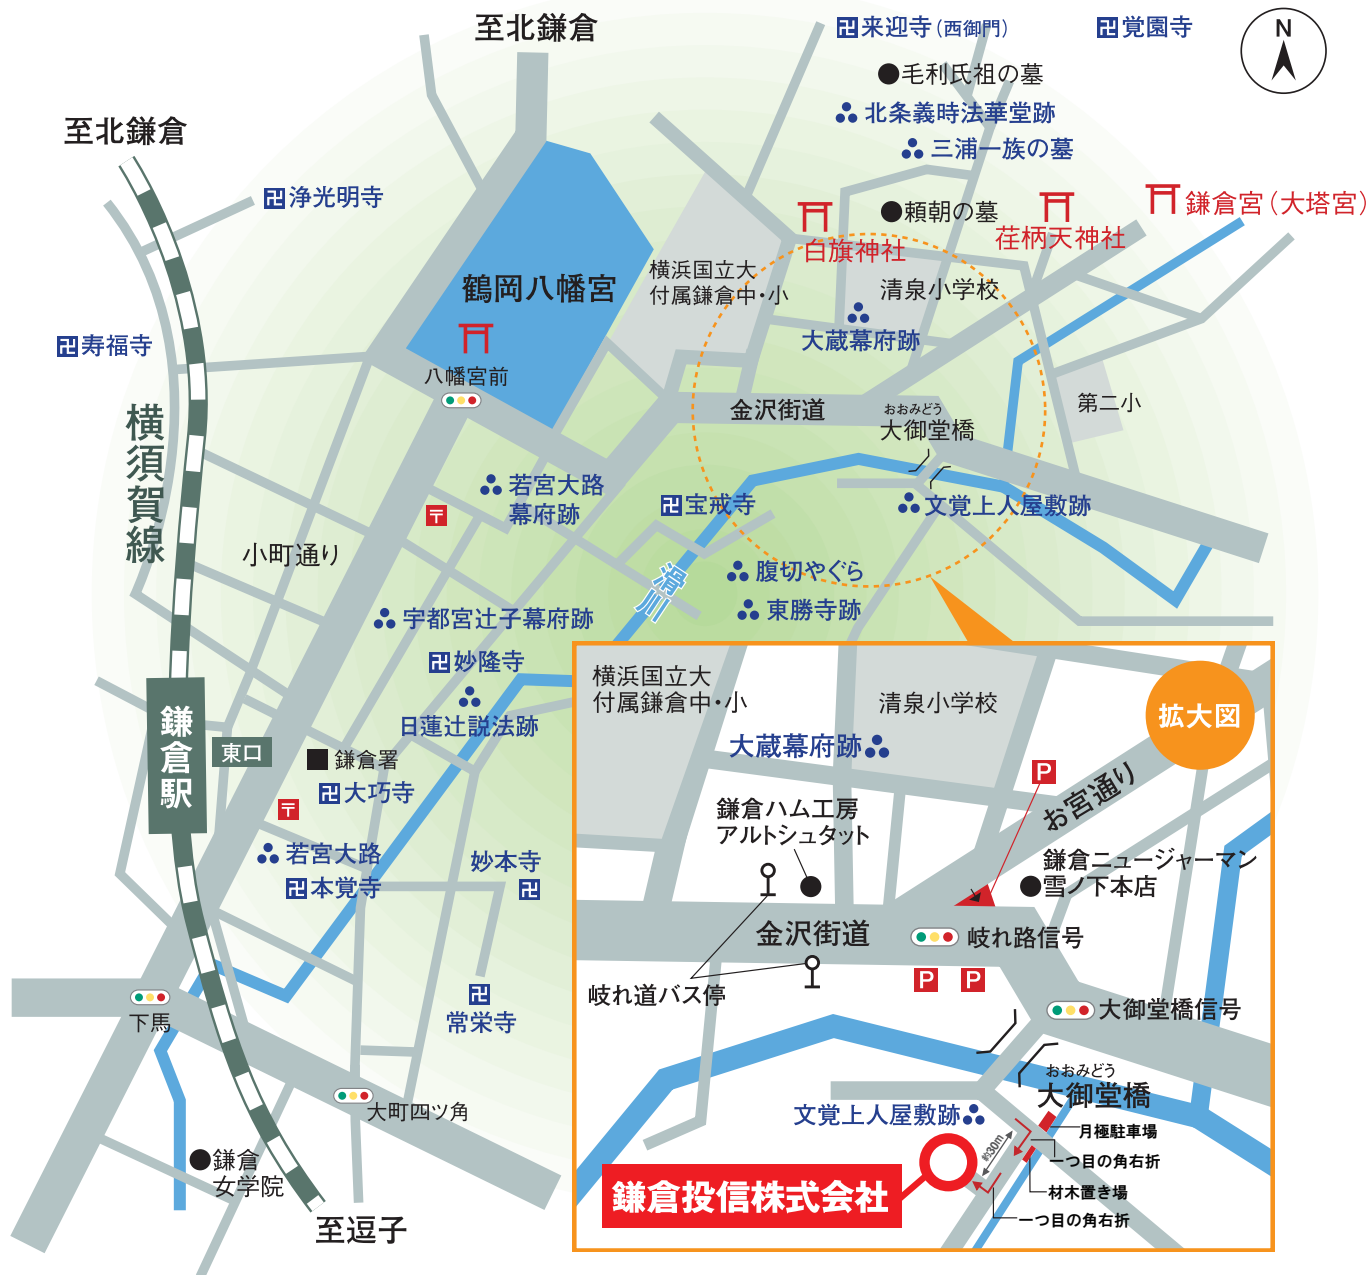 至北鎌倉
卍来迎寺(西御門)
卍覚園寺
N
●毛利氏祖の墓
北条義時法華堂跡
至北鎌倉
三浦一族の墓
卍浄光明寺
●頼朝の墓
鎌倉宮(大塔宮)
荏柄天神社
白旗神社
横浜国立大
付属鎌倉中・小
鶴岡八幡宮
清泉小学校
大蔵幕府跡
卍寿福寺
八幡宮前
第二小
金沢街道
おおみどう
大御堂橋
横須賀線
若宮大路
幕府跡
卍宝戒寺
文覚上人屋敷跡
〒
小町通り
滑川
腹切やぐら
東勝寺跡
宇都宮辻子幕府跡
卍妙隆寺
日蓮辻説法跡
鎌倉駅
東口
鎌倉署
卍大巧寺
〒
若宮大路
卍本覚寺
妙本寺
卍
卍
常栄寺
下馬
大町四ツ角
●鎌倉
女学院
至逗子
横浜国立大
付属鎌倉中・小
清泉小学校
拡大図
大蔵幕府跡
P
お宮通り
鎌倉ハム工房
アルトシュタット
鎌倉ニュージャーマン
雪ノ下本店
金沢街道
岐れ路信号
P
P
岐れ道バス停
大御堂橋信号
おおみどう
大御堂橋
文覚上人屋敷跡
月極駐車場
約30m
一つ目の角右折
鎌倉投信株式会社
材木置き場
一つ目の角右折